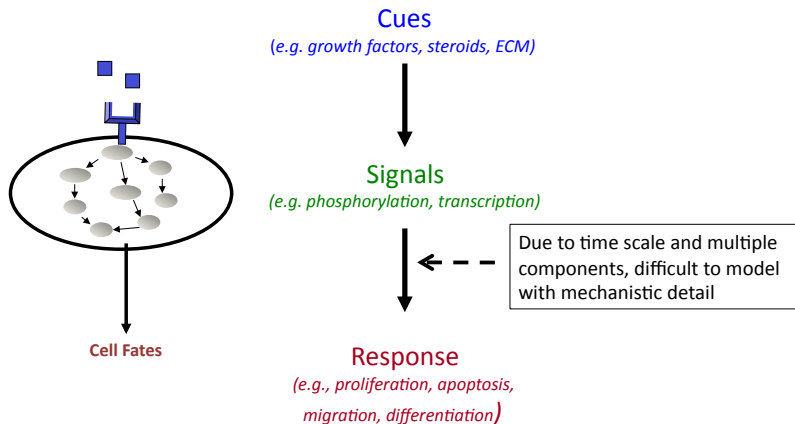 Cues
(e.g. growth factors, steroids, ECM)
Signals
(e.g. phosphorylation, transcription)
Due to time scale and multiple
components, difficult to model
with mechanistic detail
Cell Fates
Response
(e.g., proliferation, apoptosis,
migration, differentiation)